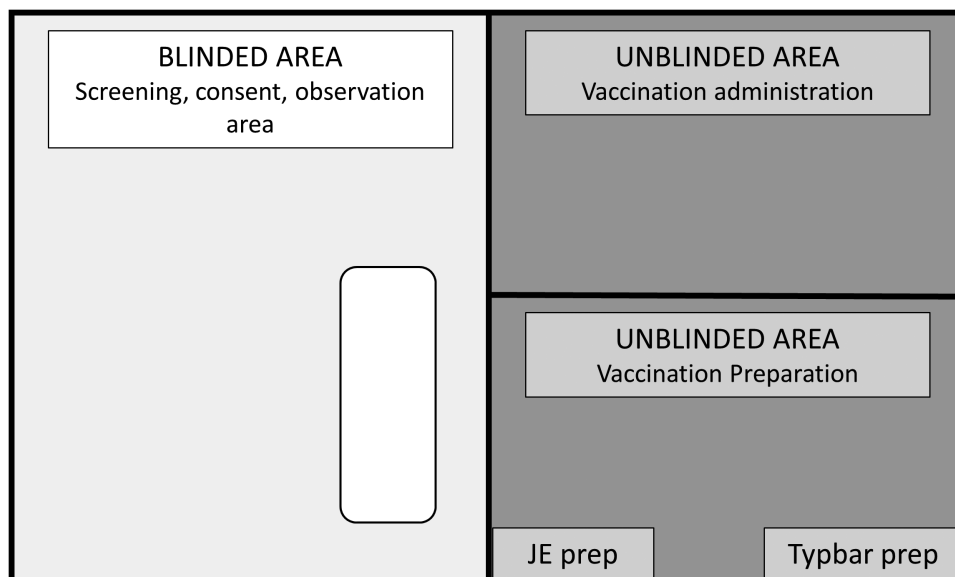 BLINDED AREA
Screening, consent, observation
area
UNBLINDED AREA
Vaccination administration
UNBLINDED AREA
Vaccination Preparation
JE prep
Typbar prep